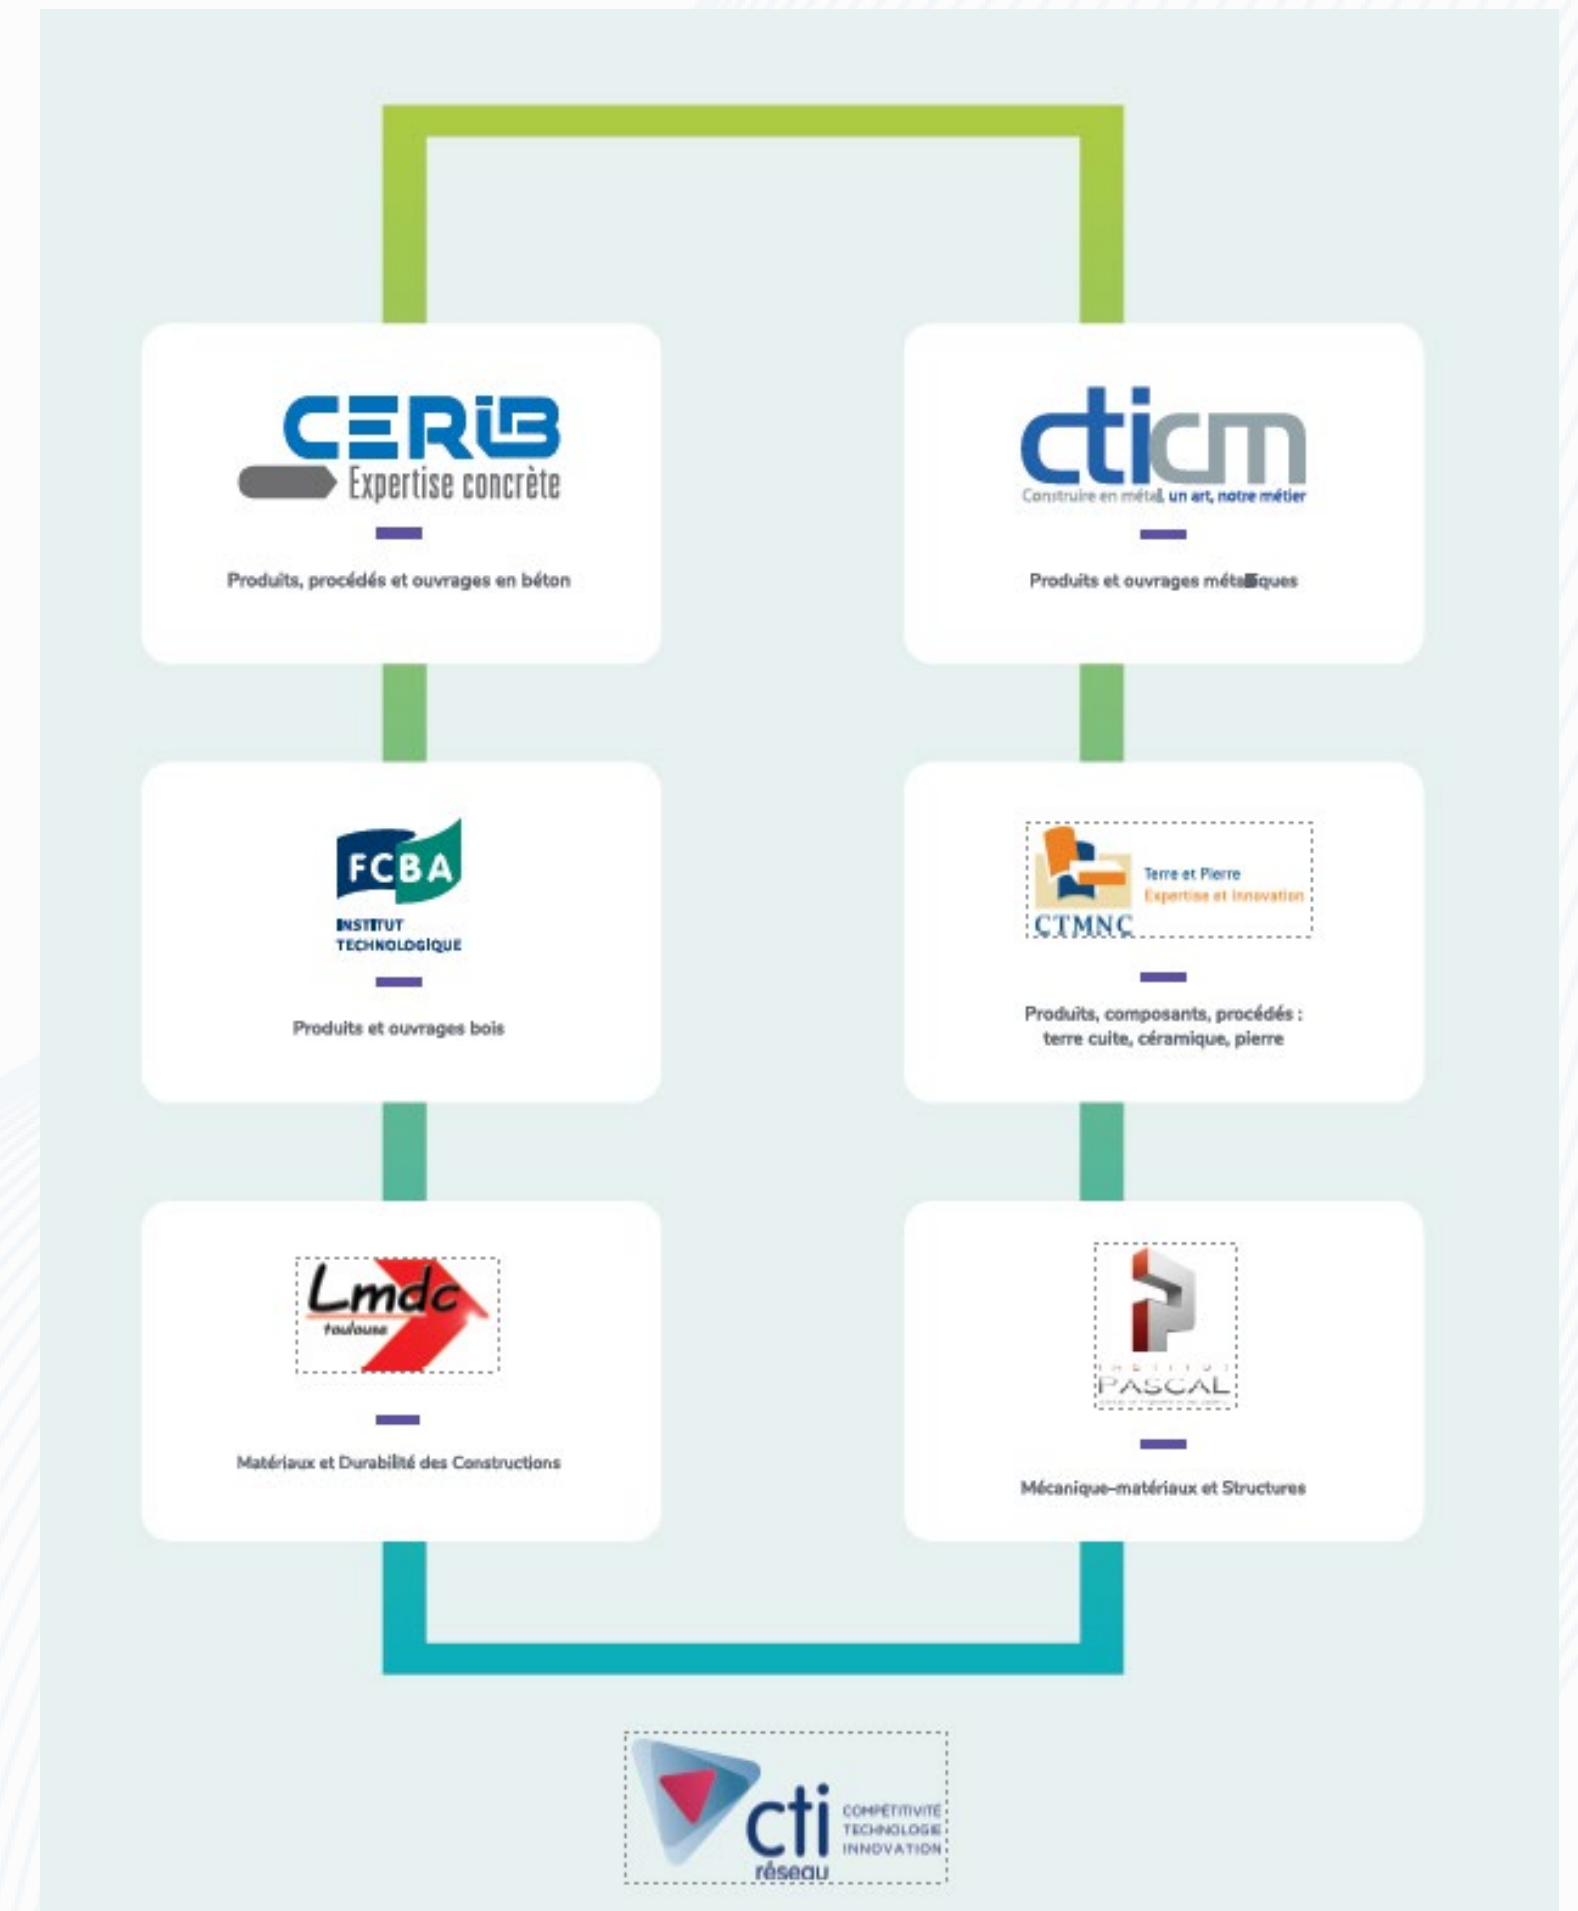 CERIB
Expertise concrète
Produits, procédés et ouvrages en béton
cticm
Construire en métal, un art, notre métier
Produits et ouvrages métalliques
FCBA
INSTITUT
TECHNOLOGIQUE
Produits et ouvrages bois
Terre et Pierre
Expertise et Innovation
CTMNC
Produits, composants, procédés :
terre cuite, céramique, pierre
Lmdc
toulouse
Matériaux et Durabilité des Constructions
INSTITUT
PASCAL
Mécanique-matériaux et Structures
cti
réseau
COMPÉTITIVITÉ
TECHNOLOGIE
INNOVATION